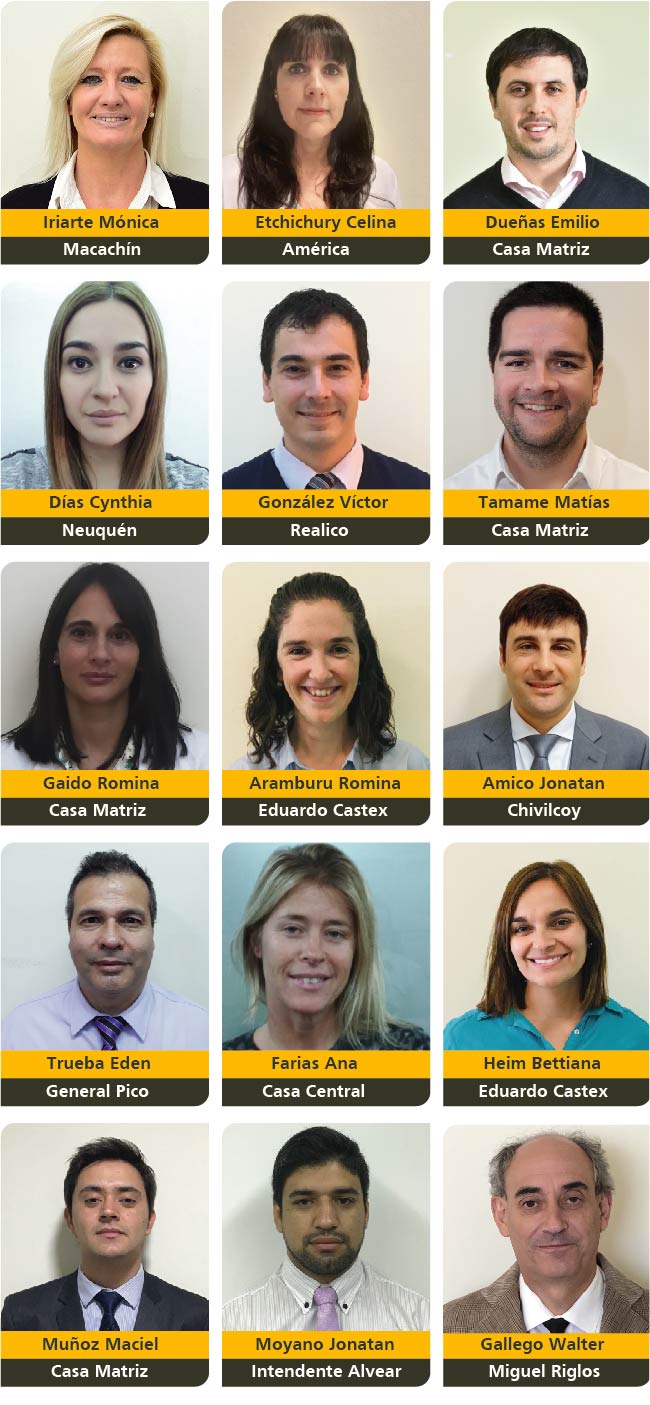 Iriarte Mónica
Macachín
Etchichury Celina
América
Dueñas Emilio
Casa Matriz
Días Cynthia
Neuquén
González Víctor
Realico
Tamame Matías
Casa Matriz
Gaido Romina
Casa Matriz
Aramburu Romina
Eduardo Castex
Amico Jonatan
Chivilcoy
Trueba Eden
General Pico
Farias Ana
Casa Central
Heim Bettiana
Eduardo Castex
Muñoz Maciel
Casa Matriz
Moyano Jonatan
Intendente Alvear
Gallego Walter
Miguel Riglos